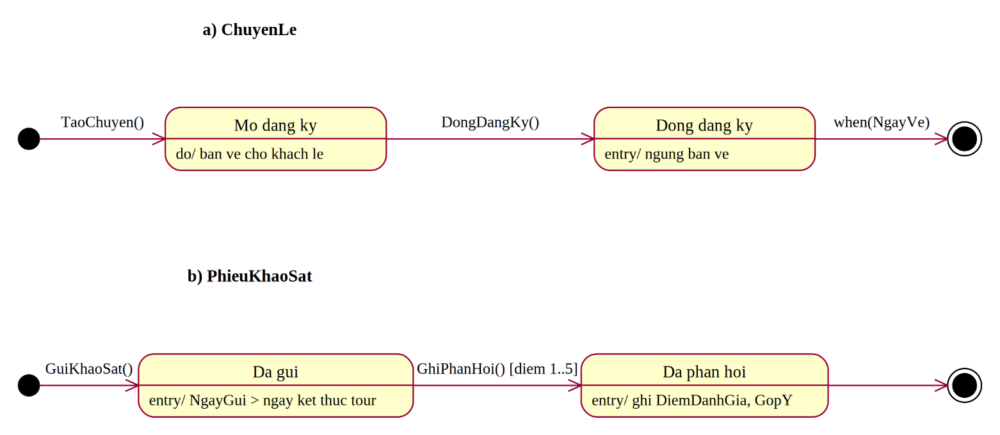 a) ChuyenLe
TaoChuyen()
Mo dang ky
do/ ban ve cho khach le
DongDangKy()
Dong dang ky
entry/ ngung ban ve
when(NgayVe)
b) PhieuKhaoSat
GuiKhaoSat()
Da gui
entry/ NgayGui > ngay ket thuc tour
GhiPhanHoi() [diem 1..5]
Da phan hoi
entry/ ghi DiemDanhGia, GopY